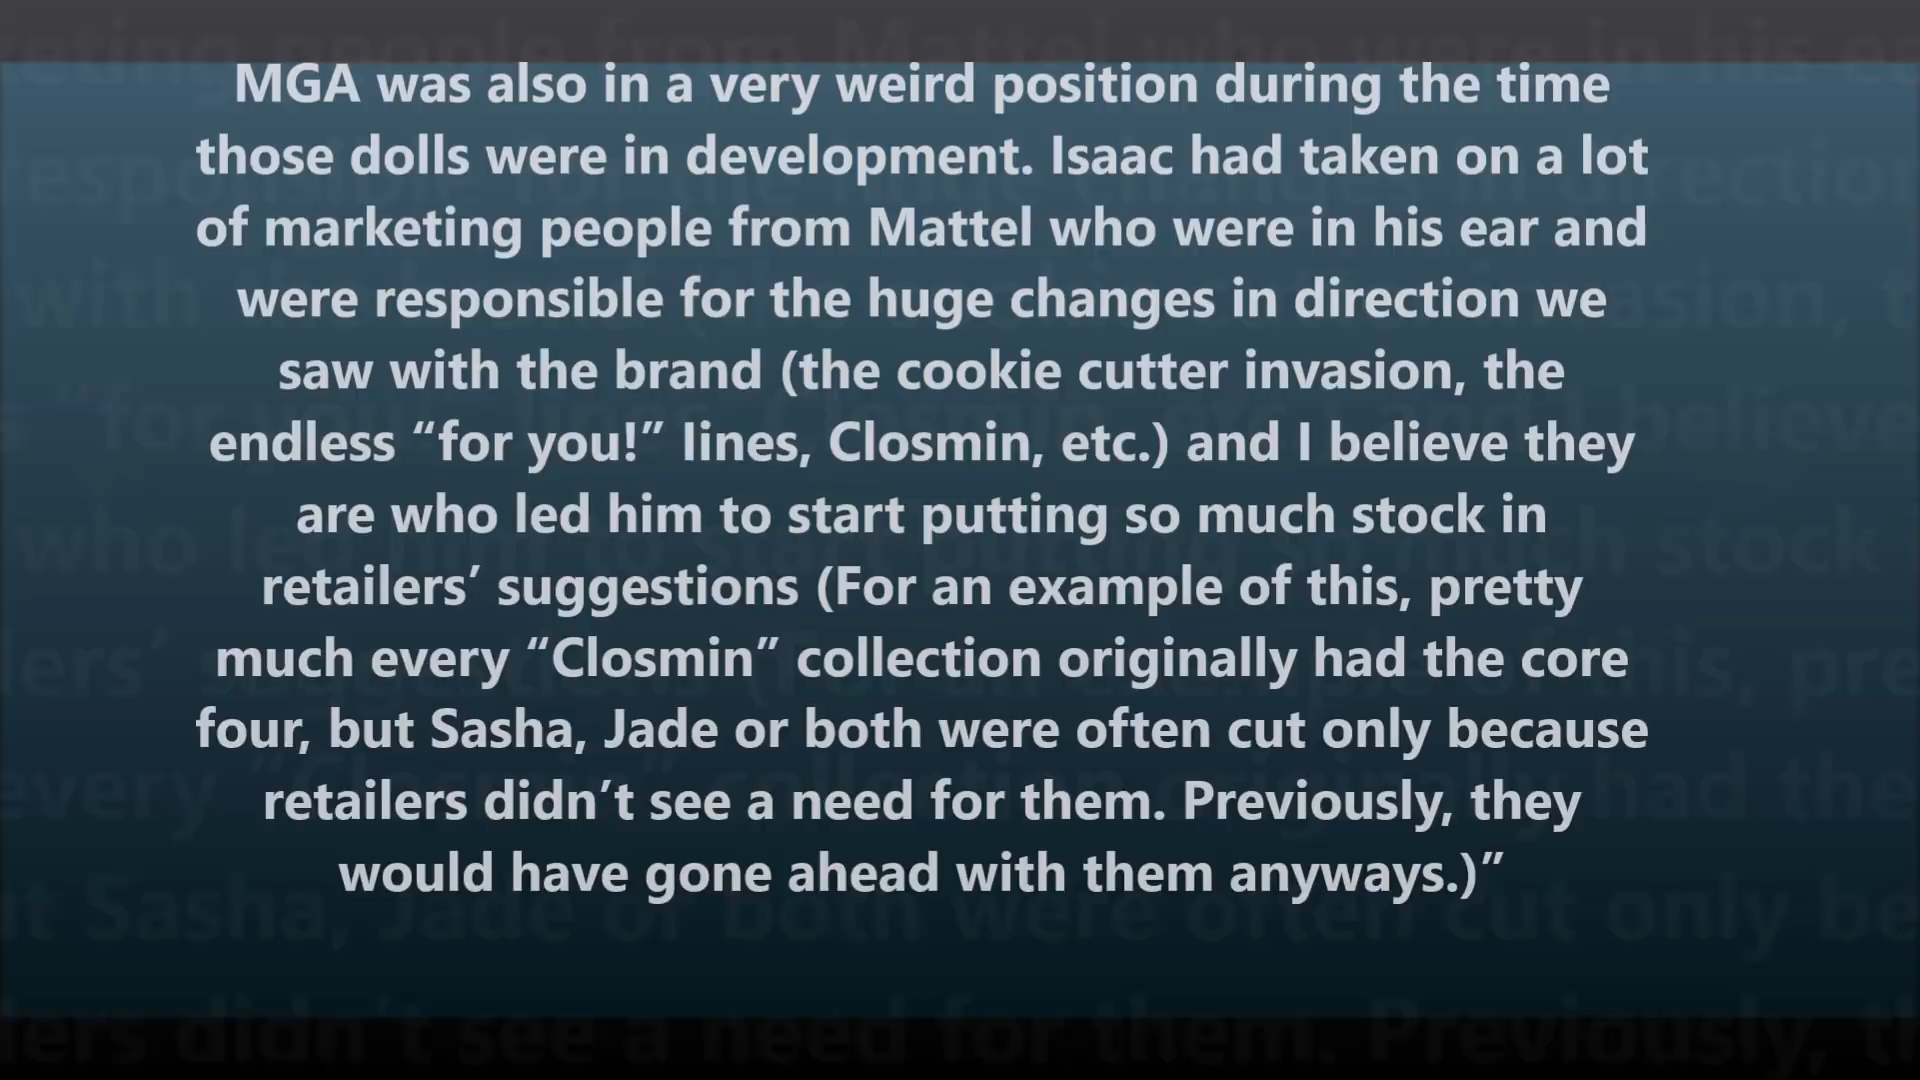 MGA was also in a very weird position during the time
those dolls were in development. Isaac had taken on a lot
of marketing people from Mattel who were in his ear and
were responsible for the huge changes in direction we
saw with the brand (the cookie cutter invasion, the
endless “for you!” lines, Closmin, etc.) and I believe they
are who led him to start putting so much stock in
retailers’ suggestions (For an example of this, pretty
much every “Closmin” collection originally had the core
four, but Sasha, Jade or both were often cut only because
retailers didn’t see a need for them. Previously, they
would have gone ahead with them anyways.)”